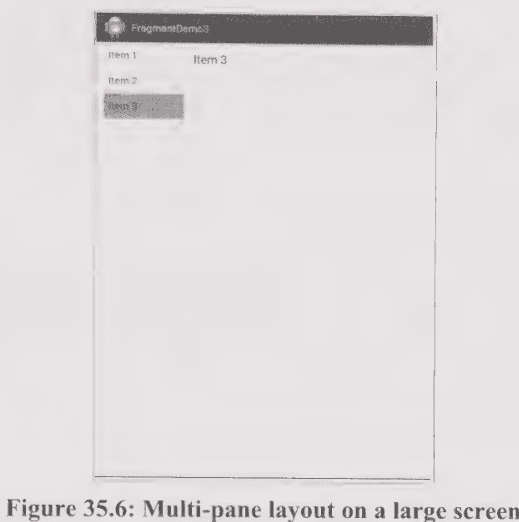 FragmentDemo3
Item 1
Item 3
Item 2
Item 3
Figure 35.6: Multi-pane layout on a large screen